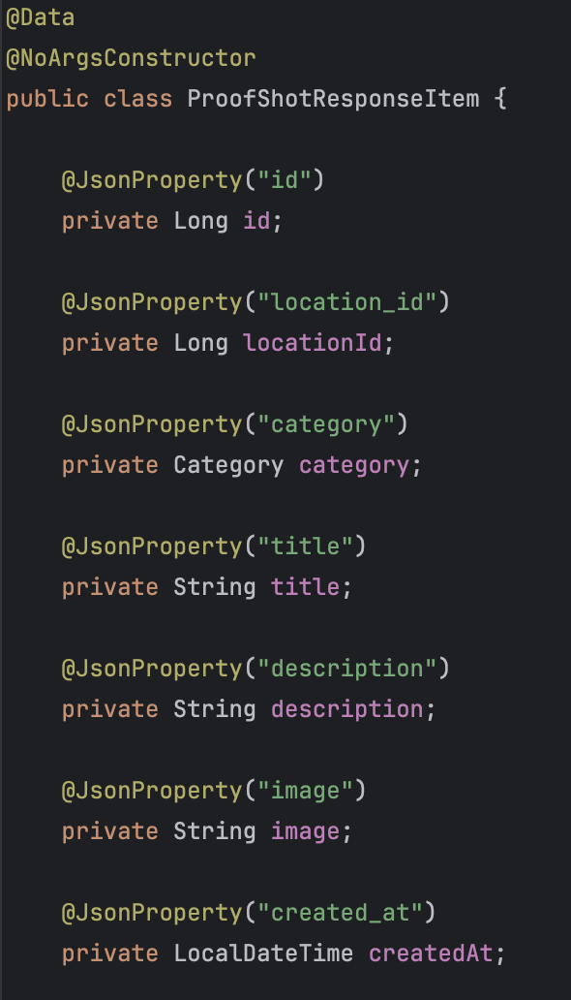 @Data
@NoArgsConstructor
public class ProofShotResponseItem {
@JsonProperty("id")
private Long id;
@JsonProperty("location_id")
private Long locationId;
@JsonProperty("category")
private Category category;
@JsonProperty("title")
private String title;
@JsonProperty("description")
private String description;
@JsonProperty("image")
private String image;
@JsonProperty("created_at")
private LocalDateTime createdAt;